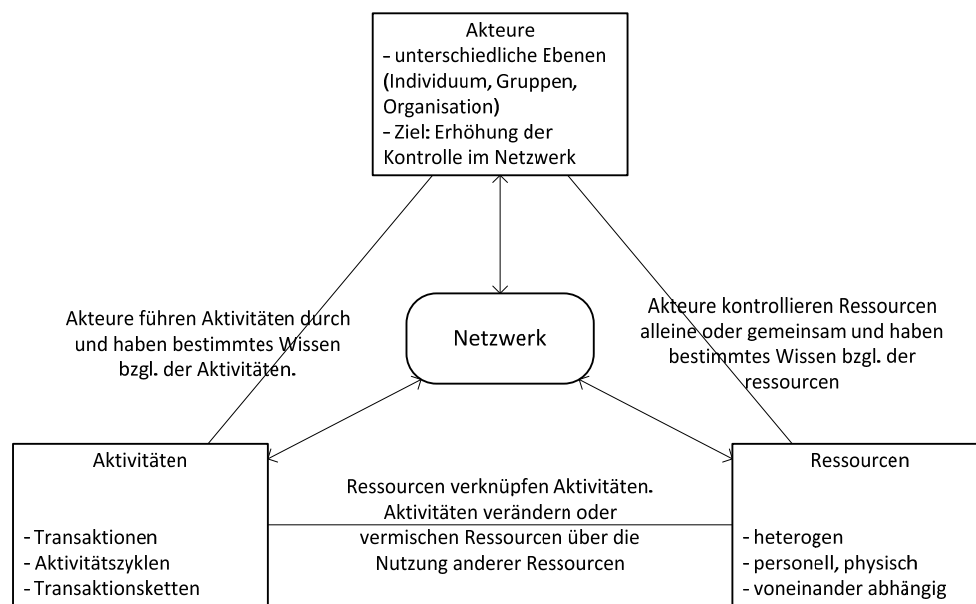 Akteure
- unterschiedliche Ebenen
(Individuum, Gruppen,
Organisation)
- Ziel: Erhöhung der
Kontrolle im Netzwerk
Akteure führen Aktivitäten durch
und haben bestimmtes Wissen
bzgl. der Aktivitäten.
Netzwerk
Akteure kontrollieren Ressourcen
alleine oder gemeinsam und haben
bestimmtes Wissen bzgl. der
ressourcen
Aktivitäten
- Transaktionen
- Aktivitätszyklen
- Transaktionsketten
Ressourcen verknüpfen Aktivitäten.
Aktivitäten verändern oder
vermischen Ressourcen über die
Nutzung anderer Ressourcen
Ressourcen
- heterogen
- personell, physisch
- voneinander abhängig